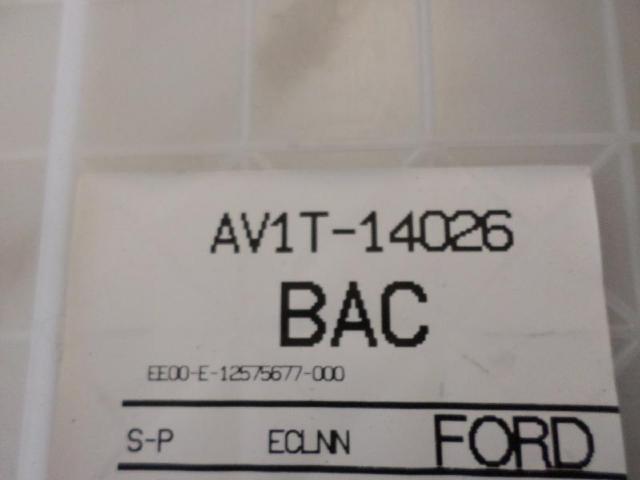 AV1T-14026
BAC
EE00-E-12575677-000
S-P ECLNN FORD